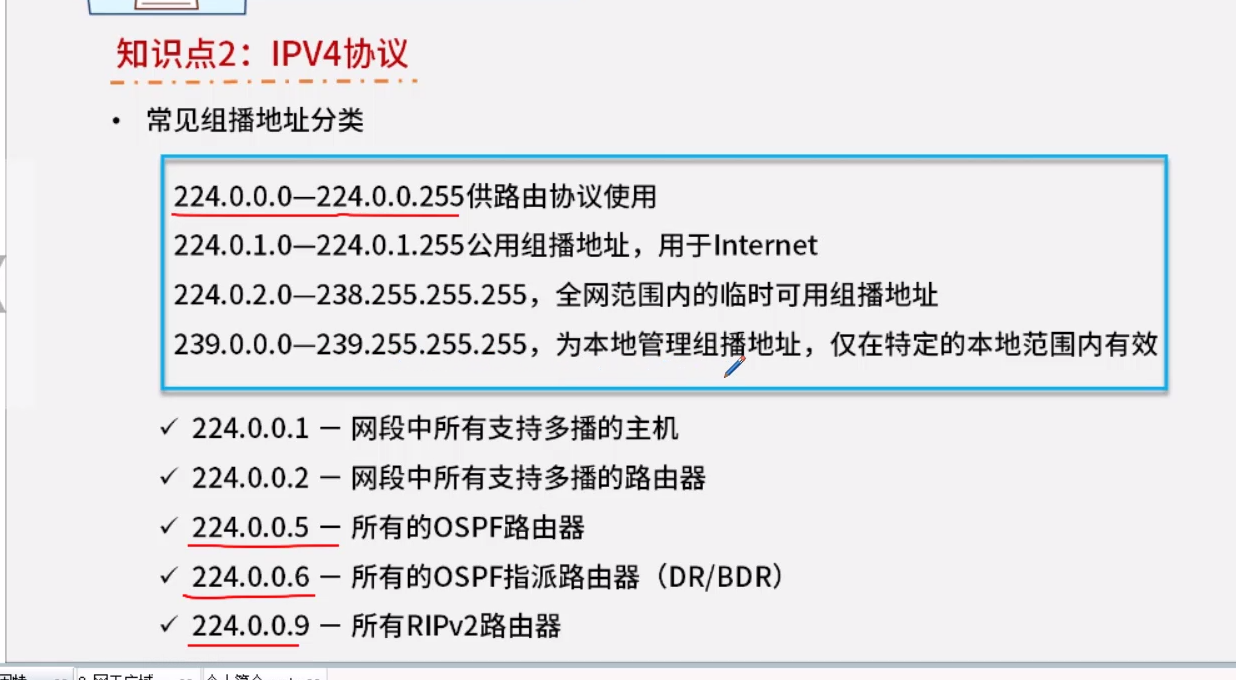 知识点2：IPV4协议
• 常见组播地址分类
224.0.0.0—224.0.0.255供路由协议使用
224.0.1.0—224.0.1.255公用组播地址，用于Internet
224.0.2.0—238.255.255.255，全网范围内的临时可用组播地址
239.0.0.0—239.255.255.255，为本地管理组播地址，仅在特定的本地范围内有效
✓ 224.0.0.1 － 网段中所有支持多播的主机
✓ 224.0.0.2 － 网段中所有支持多播的路由器
✓ 224.0.0.5 － 所有的OSPF路由器
✓ 224.0.0.6 － 所有的OSPF指派路由器（DR/BDR）
✓ 224.0.0.9 － 所有RIPv2路由器